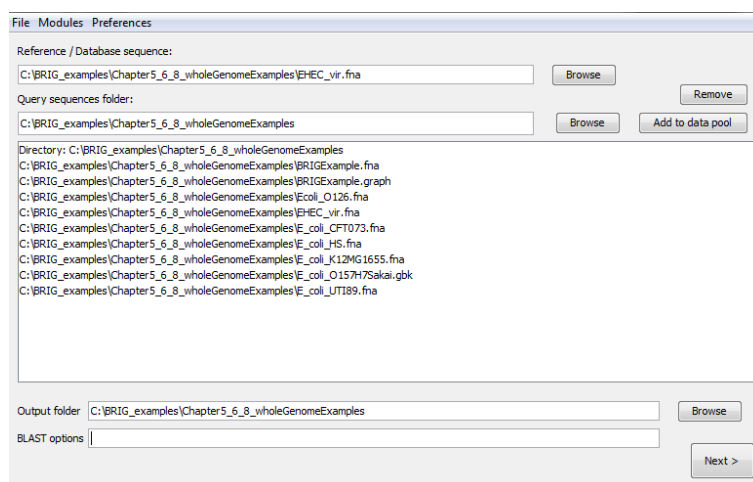 File Modules Preferences
Reference / Database sequence:
C:\BRIG_examples\Chapter5_6_8_wholeGenomeExamples\EHEC_vir.fna Browse
Remove
Query sequences folder:
C:\BRIG_examples\Chapter5_6_8_wholeGenomeExamples Browse Add to data pool
Directory: C:\BRIG_examples\Chapter5_6_8_wholeGenomeExamples
C:\BRIG_examples\Chapter5_6_8_wholeGenomeExamples\BRIGExample.fna
C:\BRIG_examples\Chapter5_6_8_wholeGenomeExamples\BRIGExample.graph
C:\BRIG_examples\Chapter5_6_8_wholeGenomeExamples\Ecoli_O126.fna
C:\BRIG_examples\Chapter5_6_8_wholeGenomeExamples\EHEC_vir.fna
C:\BRIG_examples\Chapter5_6_8_wholeGenomeExamples\E_coli_CFT073.fna
C:\BRIG_examples\Chapter5_6_8_wholeGenomeExamples\E_coli_HS.fna
C:\BRIG_examples\Chapter5_6_8_wholeGenomeExamples\E_coli_K12MG1655.fna
C:\BRIG_examples\Chapter5_6_8_wholeGenomeExamples\E_coli_O157H7Sakai.gbk
C:\BRIG_examples\Chapter5_6_8_wholeGenomeExamples\E_coli_UTI89.fna
Output folder C:\BRIG_examples\Chapter5_6_8_wholeGenomeExamples Browse
BLAST options
Next >